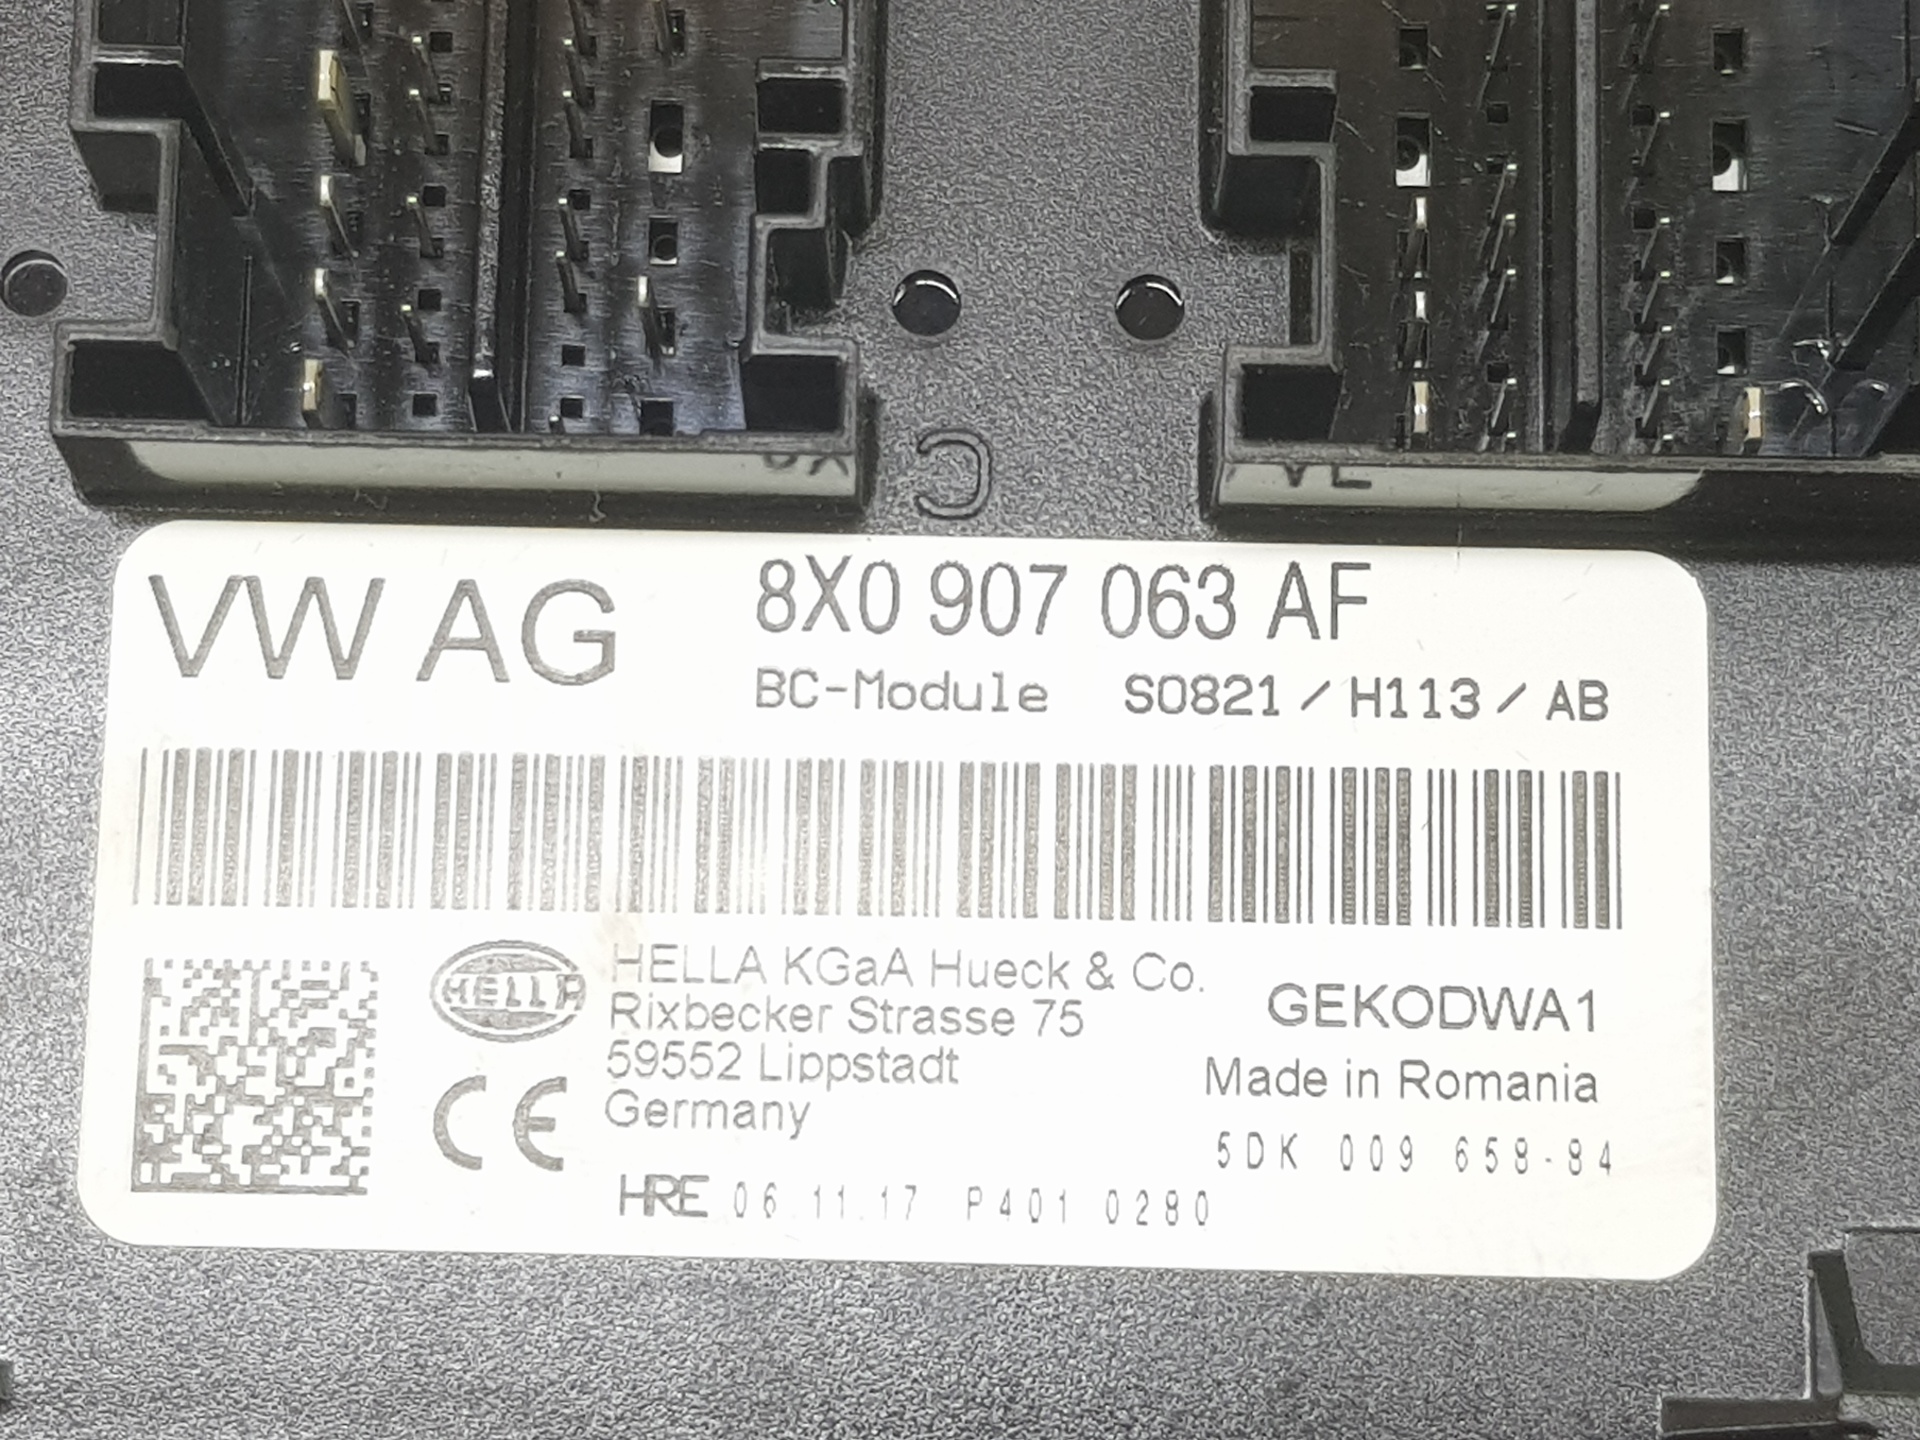 C
VW AG 8X0 907 063 AF
BC-Module S0821 / H113 / AB
HELLA
HELLA KGaA Hueck & Co.
Rixbecker Strasse 75
59552 Lippstadt
Germany
CE
GEKODWA1
Made in Romania
5DK 009 658-84
HRE 06.11.17 P401 0280